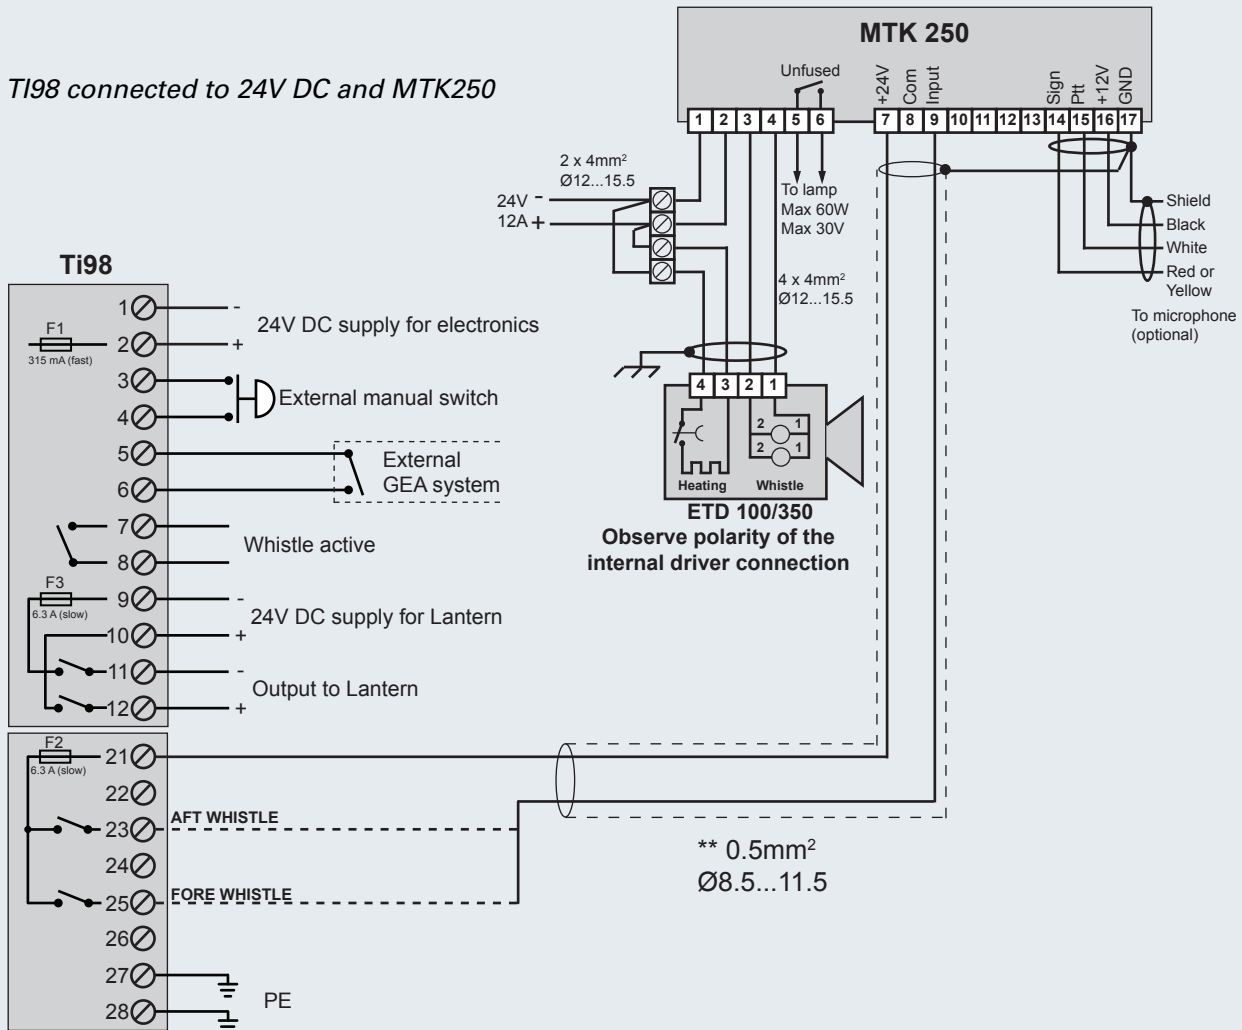 TI98 connected to 24V DC and MTK250
MTK 250
Unfused
+24V
Com
Input
Sign
Ptt
+12V
GND
1 2 3 4 5 6 7 8 9 10 11 12 13 14 15 16 17
2 x 4mm²
Ø12...15.5
24V -
12A +
To lamp
Max 60W
Max 30V
4 x 4mm²
Ø12...15.5
Shield
Black
White
Red or
Yellow
To microphone
(optional)
4 3 2 1
2 1
2 1
Heating
Whistle
ETD 100/350
Observe polarity of the
internal driver connection
Ti98
1 -
24V DC supply for electronics
F1
315 mA (fast)
2 +
3
External manual switch
4
5
External
GEA system
6
7
Whistle active
8
F3
6.3 A (slow)
9 -
24V DC supply for Lantern
10 +
11 -
Output to Lantern
12 +
F2
6.3 A (slow)
21
22
23 AFT WHISTLE
24
25 FORE WHISTLE
26
27
PE
28
** 0.5mm²
Ø8.5...11.5